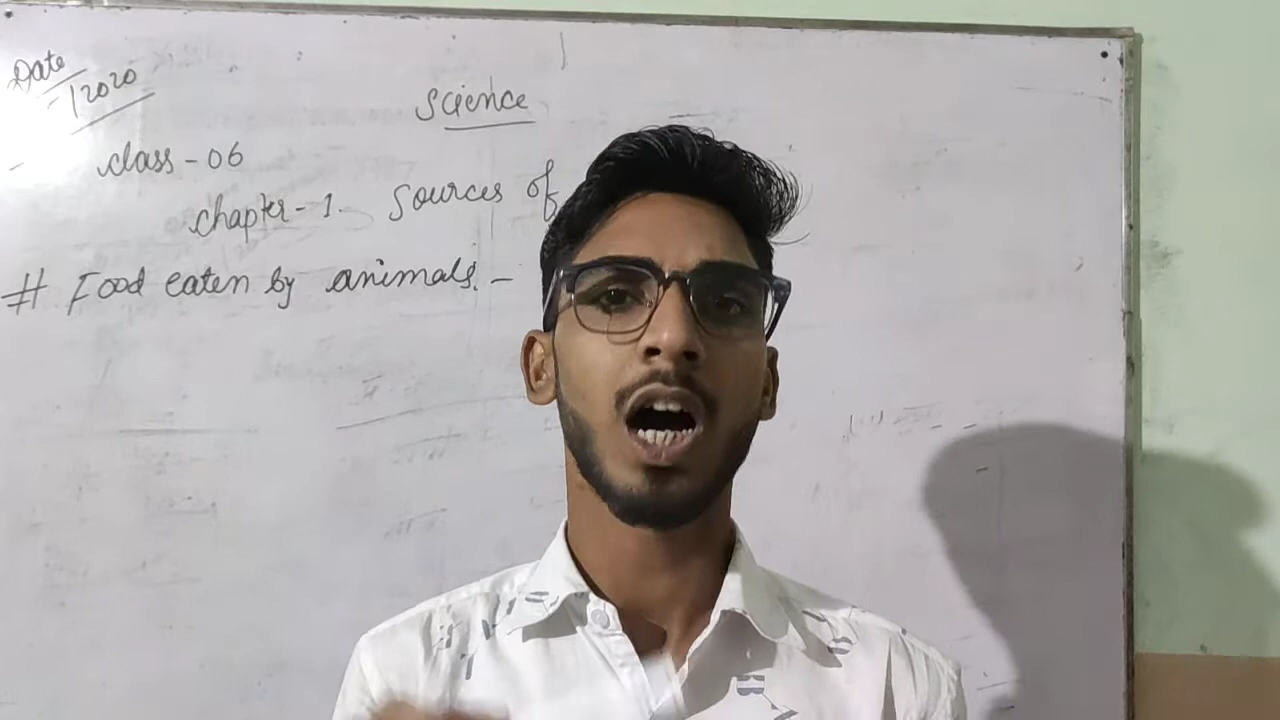 Date
-/2020
Science
class - 06
chapter - 1. Sources of
# Food eaten by animals. -
B